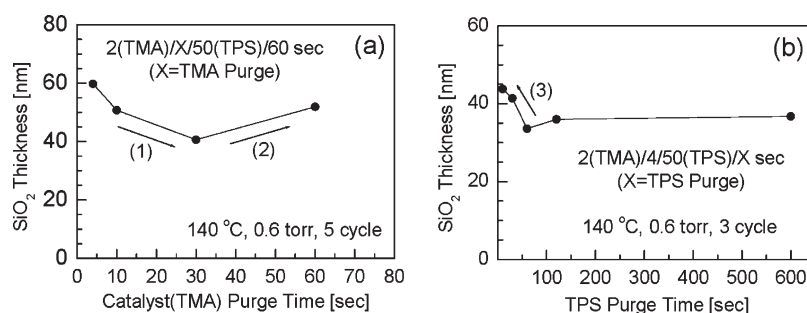 (a)
2(TMA)/X/50(TPS)/60 sec
(X=TMA Purge)
(1)
(2)
140 °C, 0.6 torr, 5 cycle
SiO₂ Thickness [nm]
80
60
40
20
0
0 10 20 30 40 50 60 70 80
Catalyst(TMA) Purge Time [sec]
(b)
(3)
2(TMA)/4/50(TPS)/X sec
(X=TPS Purge)
140 °C, 0.6 torr, 3 cycle
SiO₂ Thickness [nm]
60
40
20
0
100 200 300 400 500 600
TPS Purge Time [sec]